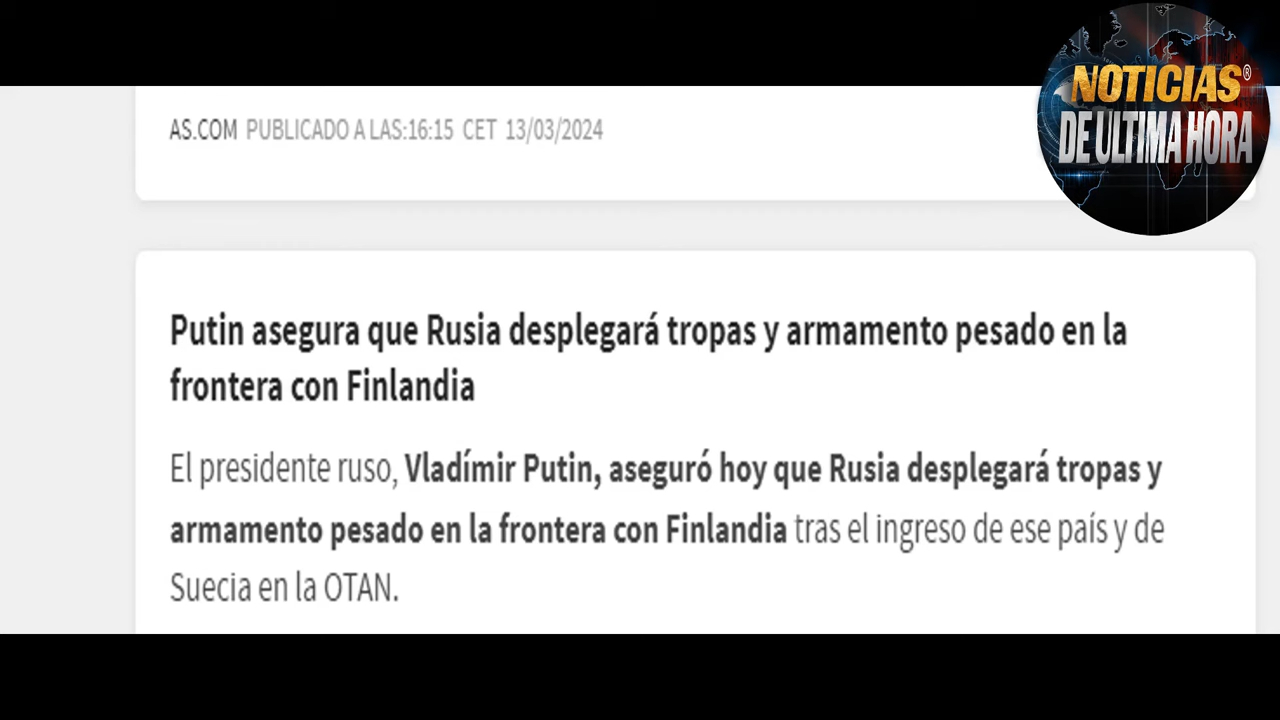 NOTICIAS®
DE ULTIMA HORA
AS.COM PUBLICADO A LAS:16:15 CET 13/03/2024
Putin asegura que Rusia desplegará tropas y armamento pesado en la
frontera con Finlandia
El presidente ruso, Vladímir Putin, aseguró hoy que Rusia desplegará tropas y
armamento pesado en la frontera con Finlandia tras el ingreso de ese país y de
Suecia en la OTAN.